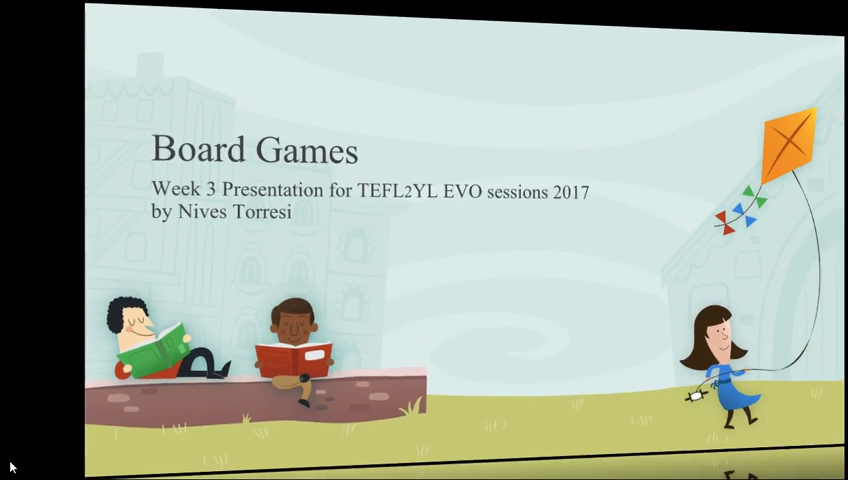 Board Games
Week 3 Presentation for TEFL2YL EVO sessions 2017
by Nives Torresi